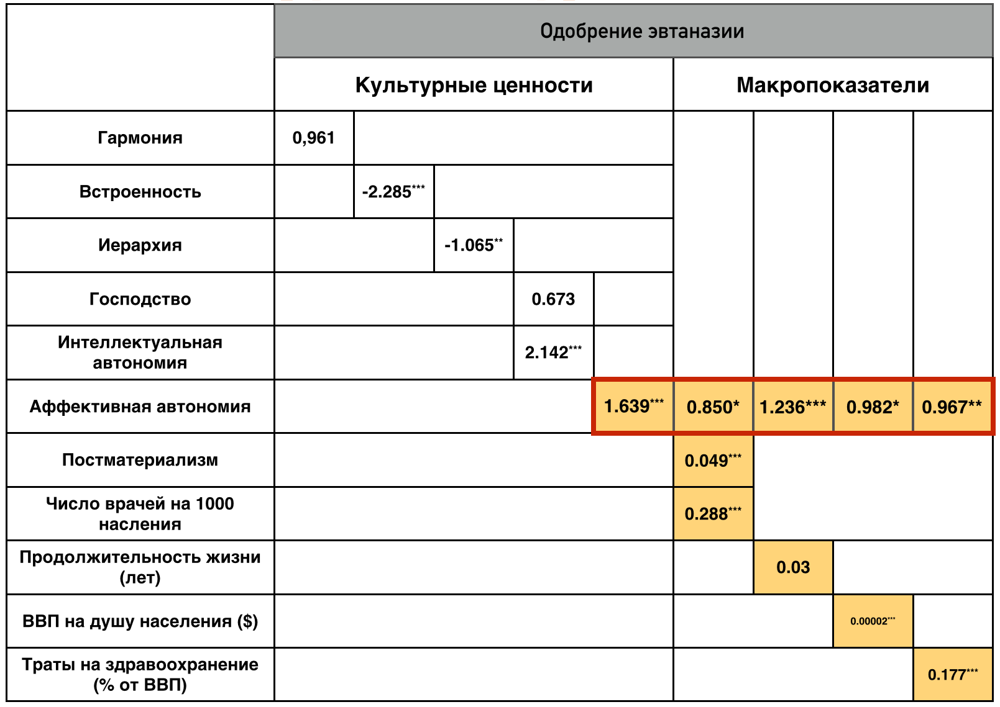 Одобрение эвтаназии
Культурные ценности
Макропоказатели
Гармония
0,961
Встроенность
-2.285***
Иерархия
-1.065**
Господство
0.673
Интеллектуальная
автономия
2.142***
Аффективная автономия
1.639***
0.850*
1.236***
0.982*
0.967**
Постматериализм
0.049***
Число врачей на 1000
насления
0.288***
Продолжительность жизни
(лет)
0.03
ВВП на душу населения ($)
0.00002***
Траты на здравоохранение
(% от ВВП)
0.177***